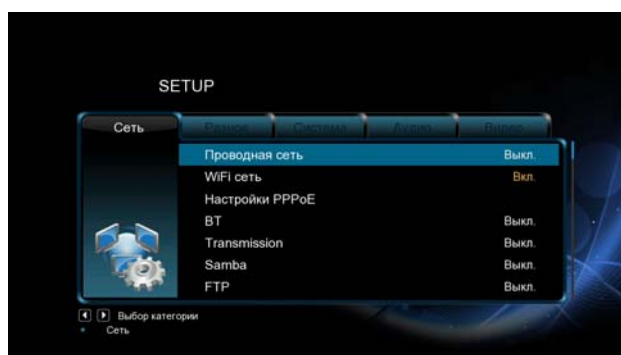 SETUP
Сеть Разное Система Аудио Видео
Проводная сеть Выкл.
WiFi сеть Вкл.
Настройки PPPoE
BT Выкл.
Transmission Выкл.
Samba Выкл.
FTP Выкл.
Выбор категории
Сеть